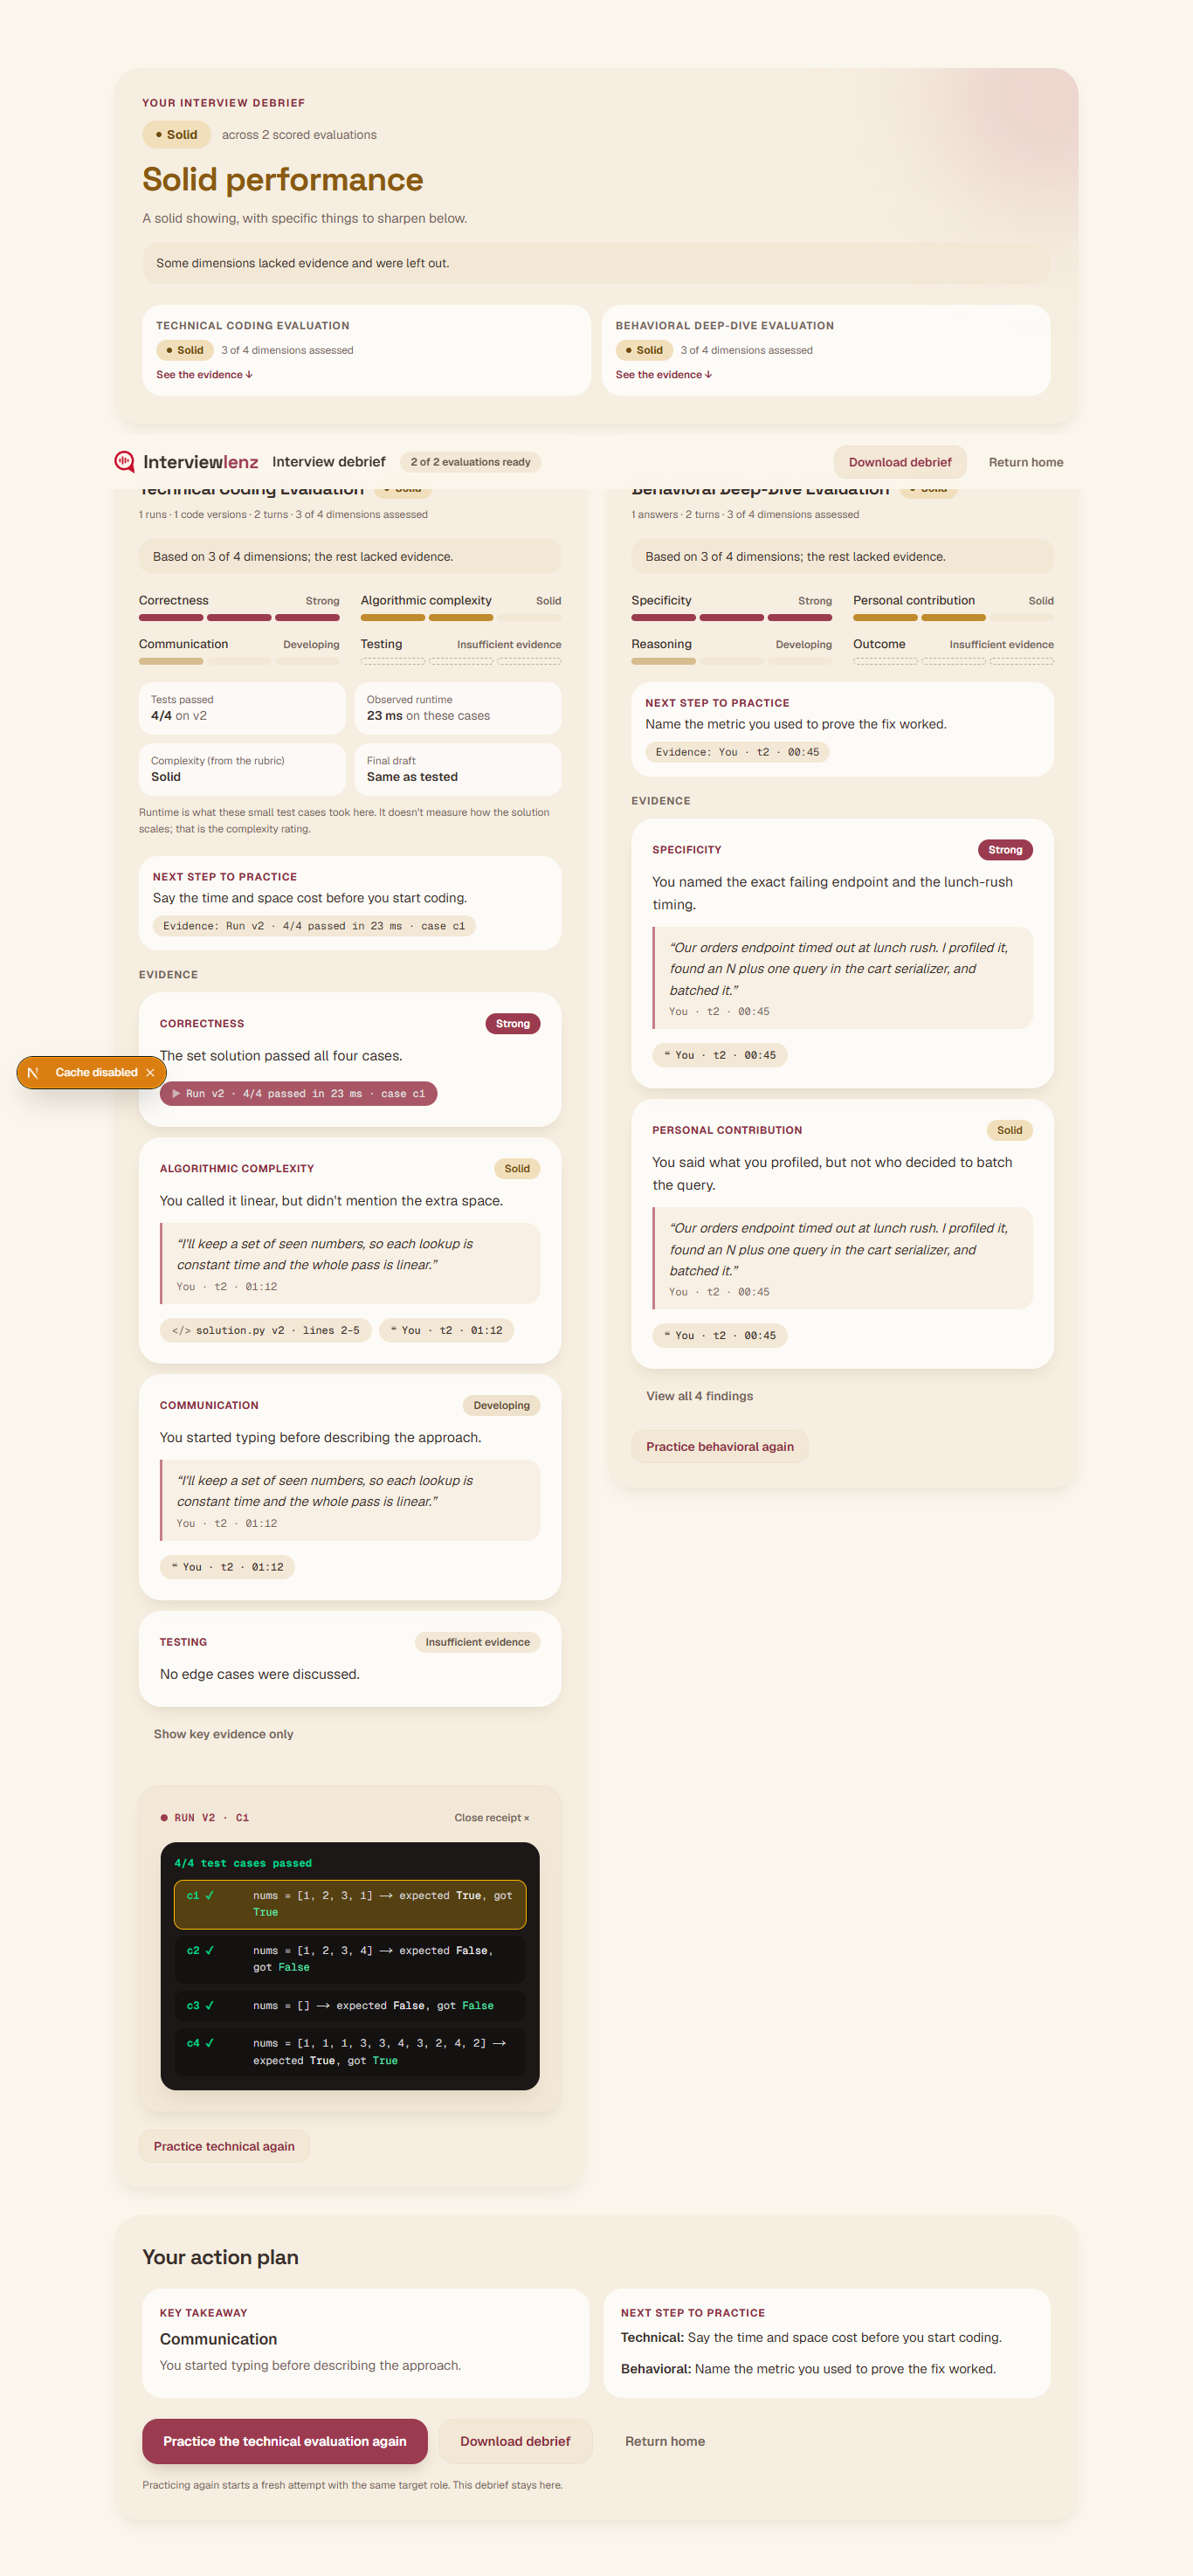 YOUR INTERVIEW DEBRIEF
Solid across 2 scored evaluations
Solid performance
A solid showing, with specific things to sharpen below.
Some dimensions lacked evidence and were left out.
TECHNICAL CODING EVALUATION
Solid 3 of 4 dimensions assessed
See the evidence ↓
BEHAVIORAL DEEP-DIVE EVALUATION
Solid 3 of 4 dimensions assessed
See the evidence ↓
Interviewlenz Interview debrief 2 of 2 evaluations ready Download debrief Return home
Technical Coding Evaluation Solid
1 runs · 1 code versions · 2 turns · 3 of 4 dimensions assessed
Based on 3 of 4 dimensions; the rest lacked evidence.
Correctness Strong
Algorithmic complexity Solid
Communication Developing
Testing Insufficient evidence
Tests passed
4/4 on v2
Observed runtime
23 ms on these cases
Complexity (from the rubric)
Solid
Final draft
Same as tested
Runtime is what these small test cases took here. It doesn't measure how the solution
scales; that is the complexity rating.
NEXT STEP TO PRACTICE
Say the time and space cost before you start coding.
Evidence: Run v2 · 4/4 passed in 23 ms · case c1
EVIDENCE
CORRECTNESS Strong
The set solution passed all four cases.
▶ Run v2 · 4/4 passed in 23 ms · case c1
Cache disabled ×
ALGORITHMIC COMPLEXITY Solid
You called it linear, but didn't mention the extra space.
“I'll keep a set of seen numbers, so each lookup is
constant time and the whole pass is linear.”
You · t2 · 01:12
</> solution.py v2 · lines 2–5 ❝ You · t2 · 01:12
COMMUNICATION Developing
You started typing before describing the approach.
“I'll keep a set of seen numbers, so each lookup is
constant time and the whole pass is linear.”
You · t2 · 01:12
❝ You · t2 · 01:12
TESTING Insufficient evidence
No edge cases were discussed.
Show key evidence only
RUN V2 · C1 Close receipt ×
4/4 test cases passed
c1 ✓ nums = [1, 2, 3, 1] → expected True, got
True
c2 ✓ nums = [1, 2, 3, 4] → expected False,
got False
c3 ✓ nums = [] → expected False, got False
c4 ✓ nums = [1, 1, 1, 3, 3, 4, 3, 2, 4, 2] →
expected True, got True
Practice technical again
Behavioral Deep-Dive Evaluation Solid
1 answers · 2 turns · 3 of 4 dimensions assessed
Based on 3 of 4 dimensions; the rest lacked evidence.
Specificity Strong
Personal contribution Solid
Reasoning Developing
Outcome Insufficient evidence
NEXT STEP TO PRACTICE
Name the metric you used to prove the fix worked.
Evidence: You · t2 · 00:45
EVIDENCE
SPECIFICITY Strong
You named the exact failing endpoint and the lunch-rush
timing.
“Our orders endpoint timed out at lunch rush. I profiled it,
found an N plus one query in the cart serializer, and
batched it.”
You · t2 · 00:45
❝ You · t2 · 00:45
PERSONAL CONTRIBUTION Solid
You said what you profiled, but not who decided to batch
the query.
“Our orders endpoint timed out at lunch rush. I profiled it,
found an N plus one query in the cart serializer, and
batched it.”
You · t2 · 00:45
❝ You · t2 · 00:45
View all 4 findings
Practice behavioral again
Your action plan
KEY TAKEAWAY
Communication
You started typing before describing the approach.
NEXT STEP TO PRACTICE
Technical: Say the time and space cost before you start coding.
Behavioral: Name the metric you used to prove the fix worked.
Practice the technical evaluation again Download debrief Return home
Practicing again starts a fresh attempt with the same target role. This debrief stays here.